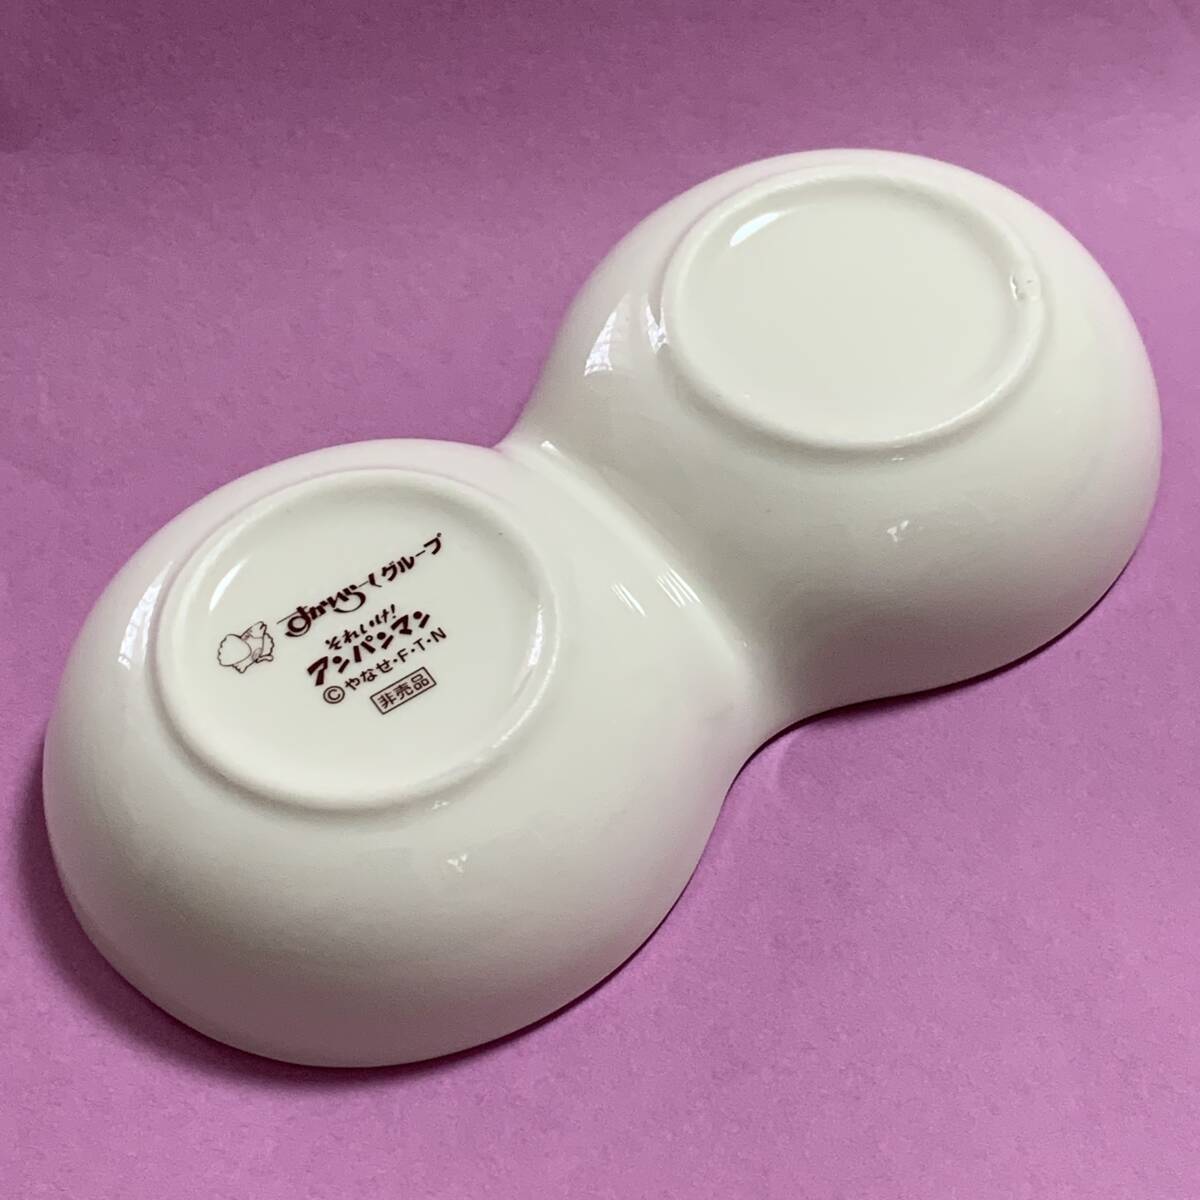 すかいらーくグループ
それいけ!
アンパンマン
©やなせ・F・T・N
非売品